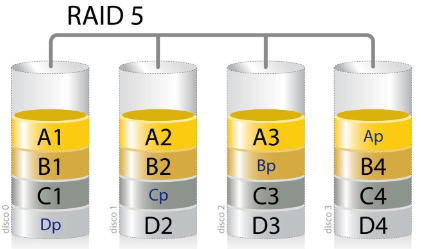 RAID 5
A1 A2 A3 Ap
B1 B2 Bp B4
C1 Cp C3 C4
Dp D2 D3 D4
disco 0 disco 1 disco 2 disco 3